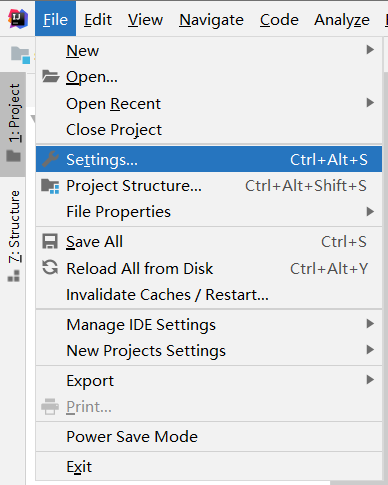 File Edit View Navigate Code Analyze
New
Open...
Open Recent
Close Project
Settings... Ctrl+Alt+S
Project Structure... Ctrl+Alt+Shift+S
File Properties
Save All Ctrl+S
Reload All from Disk Ctrl+Alt+Y
Invalidate Caches / Restart...
Manage IDE Settings
New Projects Settings
Export
Print...
Power Save Mode
Exit
1: Project
7: Structure